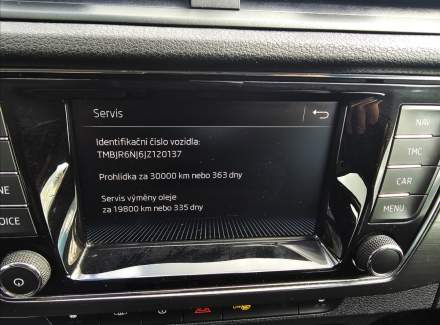 Servis
Identifikační číslo vozidla:
TMBJR6NJ6JZ120137
Prohlídka za 30000 km nebo 363 dny
Servis výměny oleje
za 19800 km nebo 335 dny
NAV
TMC
CAR
MENU
NE
OICE